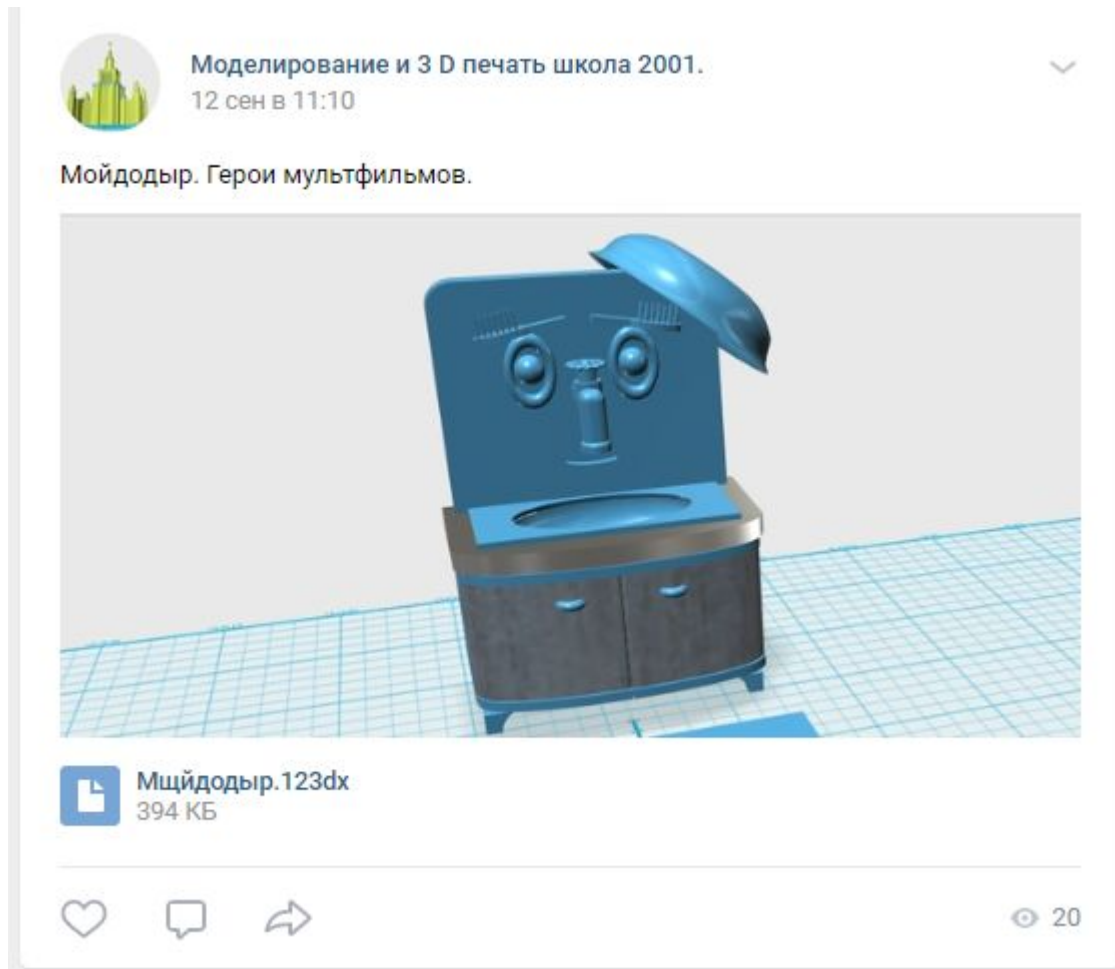 Моделирование и 3 D печать школа 2001.
12 сен в 11:10
Мойдодыр. Герои мультфильмов.
Мщйдодыр.123dx
394 КБ
20